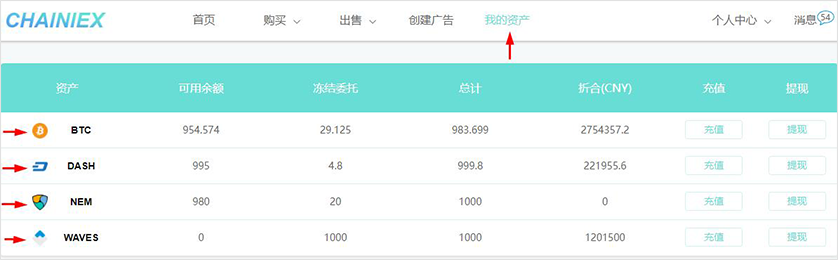 CHAINIEX 首页 购买 出售 创建广告 我的资产 个人中心 消息 54
资产 可用余额 冻结委托 总计 折合(CNY) 充值 提现
BTC 954.574 29.125 983.699 2754357.2 充值 提现
DASH 995 4.8 999.8 221955.6 充值 提现
NEM 980 20 1000 0 充值 提现
WAVES 0 1000 1000 1201500 充值 提现